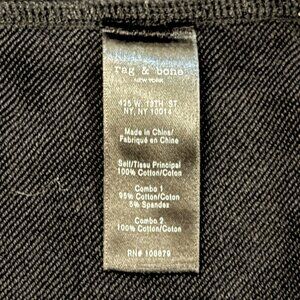 rag & bone
NEW YORK
425 W. 13TH ST.
NY, NY 10014
Made in China/
Fabriqué en Chine
Self/Tissu Principal
100% Cotton/Coton
Combo 1
95% Cotton/Coton
5% Spandex
Combo 2
100% Cotton/Coton
RN# 108879